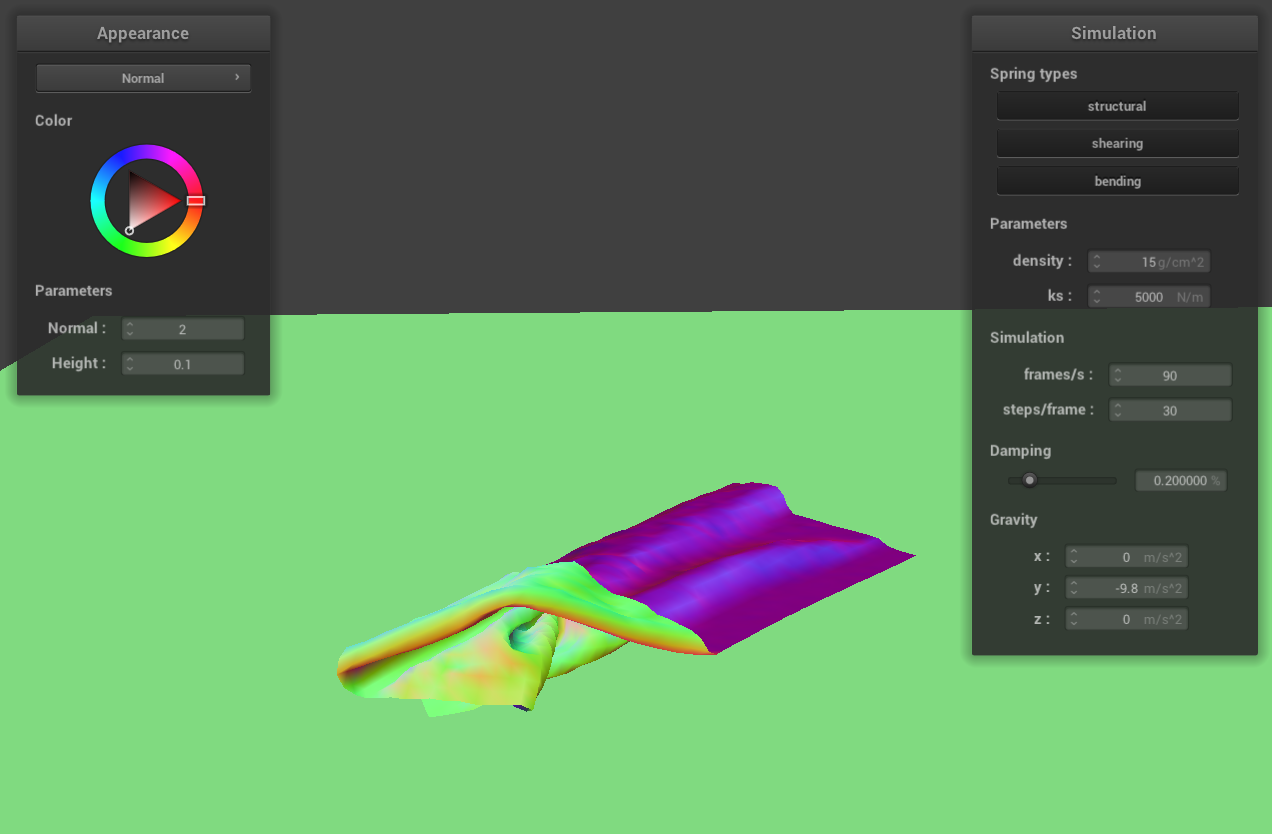 Appearance
Normal
Color
Parameters
Normal : 2
Height : 0.1
Simulation
Spring types
structural
shearing
bending
Parameters
density : 15 g/cm^2
ks : 5000 N/m
Simulation
frames/s : 90
steps/frame : 30
Damping
0.200000 %
Gravity
x : 0 m/s^2
y : -9.8 m/s^2
z : 0 m/s^2